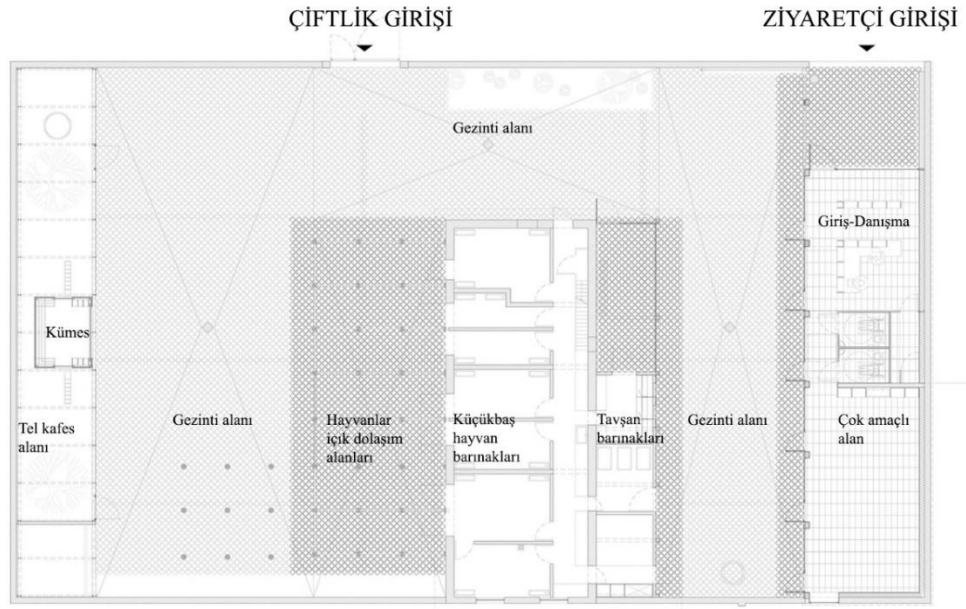 ÇİFTLİK GİRİŞİ
ZİYARETÇİ GİRİŞİ
Gezinti alanı
Giriş-Danışma
Kümes
Tel kafes
alanı
Gezinti alanı
Hayvanlar
içik dolaşım
alanları
Küçükbaş
hayvan
barınakları
Tavşan
barınakları
Gezinti alanı
Çok amaçlı
alan